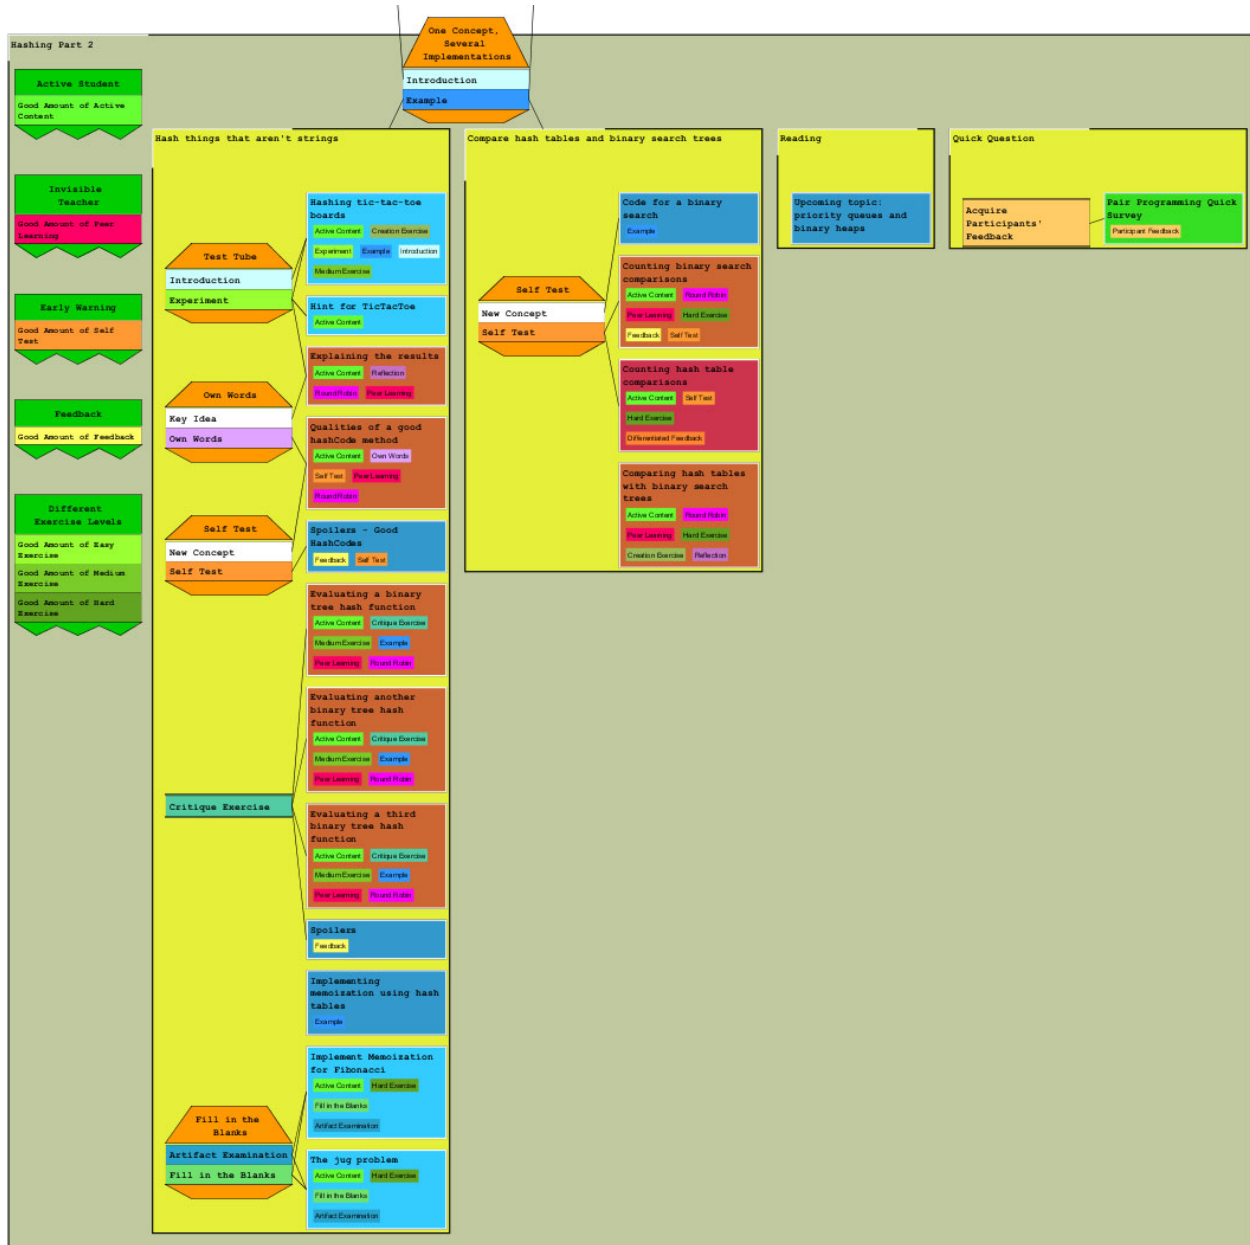 One Concept,
Several
Implementations
Introduction
Example
Hashing Part 2
Active Student
Good Amount of Active
Content
Invisible
Teacher
Good Amount of Peer
Learning
Early Warning
Good Amount of Self
Test
Feedback
Good Amount of Feedback
Different
Exercise Levels
Good Amount of Easy
Exercise
Good Amount of Medium
Exercise
Good Amount of Hard
Exercise
Hash things that aren't strings
Test Tube
Introduction
Experiment
Own Words
Key Idea
Own Words
Self Test
New Concept
Self Test
Critique Exercise
Fill in the
Blanks
Artifact Examination
Fill in the Blanks
Hashing tic-tac-toe
boards
Active Content Creation Exercise
Experiment Example Introduction
Medium Exercise
Hint for TicTacToe
Active Content
Explaining the results
Active Content Reflection
Round Robin Peer Learning
Qualities of a good
hashCode method
Active Content Own Words
Self Test Peer Learning
Round Robin
Spoilers - Good
HashCodes
Feedback Self Test
Evaluating a binary
tree hash function
Active Content Critique Exercise
Medium Exercise Example
Peer Learning Round Robin
Evaluating another
binary tree hash
function
Active Content Critique Exercise
Medium Exercise Example
Peer Learning Round Robin
Evaluating a third
binary tree hash
function
Active Content Critique Exercise
Medium Exercise Example
Peer Learning Round Robin
Spoilers
Feedback
Implementing
memoization using hash
tables
Example
Implement Memoization
for Fibonacci
Active Content Hard Exercise
Fill in the Blanks
Artifact Examination
The jug problem
Active Content Hard Exercise
Fill in the Blanks
Artifact Examination
Compare hash tables and binary search trees
Self Test
New Concept
Self Test
Code for a binary
search
Example
Counting binary search
comparisons
Active Content Round Robin
Peer Learning Hard Exercise
Feedback Self Test
Counting hash table
comparisons
Active Content Self Test
Hard Exercise
Differentiated Feedback
Comparing hash tables
with binary search
trees
Active Content Round Robin
Peer Learning Hard Exercise
Creation Exercise Reflection
Reading
Upcoming topic:
priority queues and
binary heaps
Quick Question
Acquire
Participants'
Feedback
Pair Programming Quick
Survey
Participant Feedback